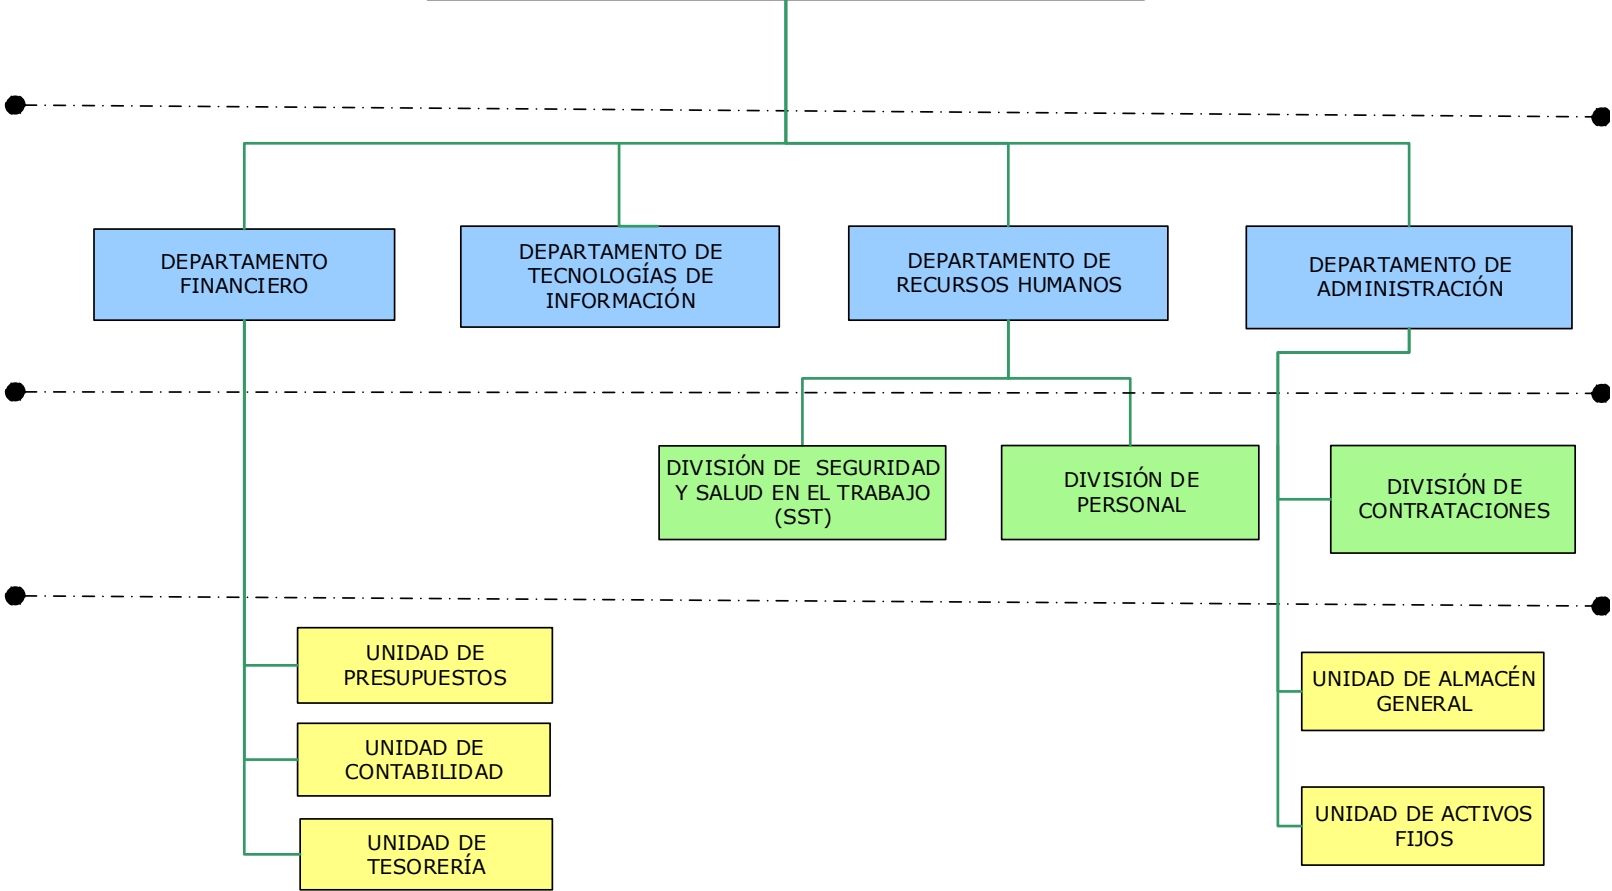 DEPARTAMENTO
FINANCIERO
DEPARTAMENTO DE
TECNOLOGÍAS DE
INFORMACIÓN
DEPARTAMENTO DE
RECURSOS HUMANOS
DEPARTAMENTO DE
ADMINISTRACIÓN
DIVISIÓN DE SEGURIDAD
Y SALUD EN EL TRABAJO
(SST)
DIVISIÓN DE
PERSONAL
DIVISIÓN DE
CONTRATACIONES
UNIDAD DE
PRESUPUESTOS
UNIDAD DE
CONTABILIDAD
UNIDAD DE
TESORERÍA
UNIDAD DE ALMACÉN
GENERAL
UNIDAD DE ACTIVOS
FIJOS